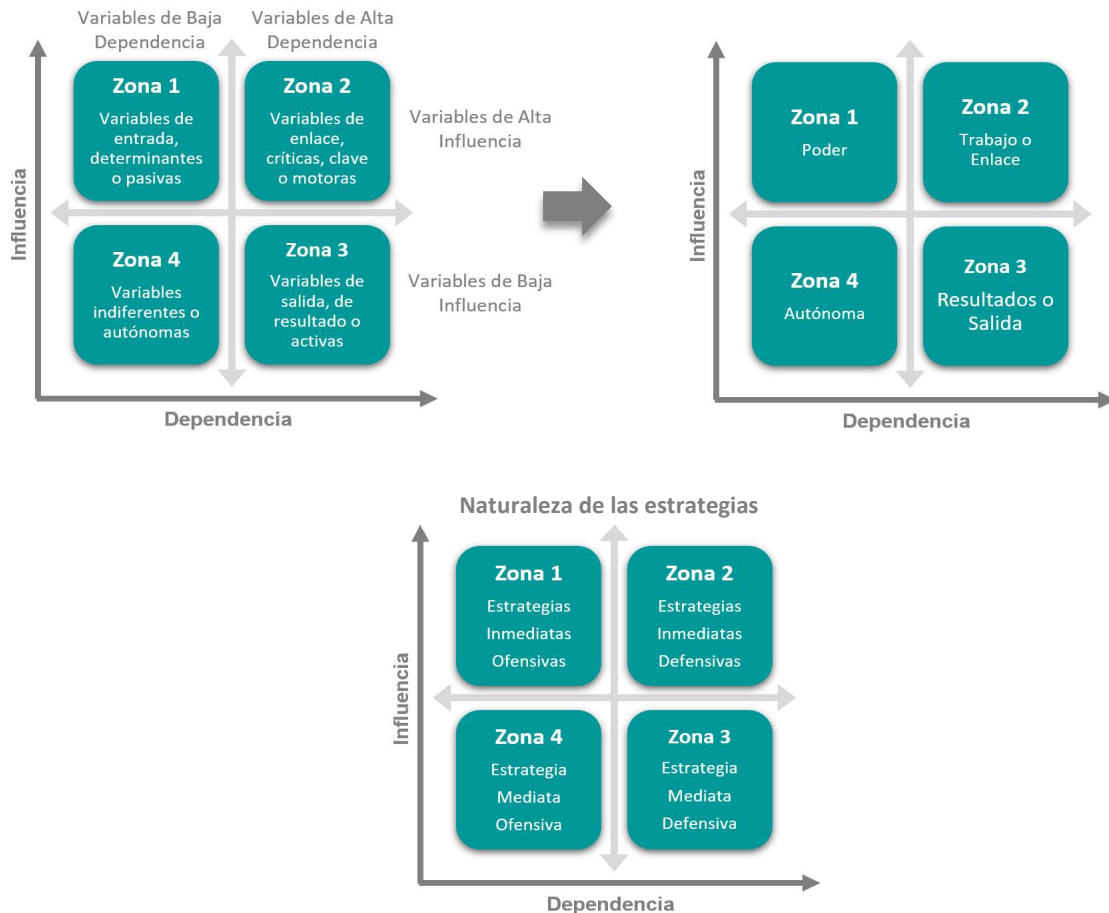 Variables de Baja
Dependencia
Variables de Alta
Dependencia
Zona 1
Variables de
entrada,
determinantes
o pasivas
Zona 2
Variables de
enlace,
críticas, clave
o motoras
Variables de Alta
Influencia
Zona 4
Variables
indiferentes o
autónomas
Zona 3
Variables de
salida, de
resultado o
activas
Variables de Baja
Influencia
Influencia
Dependencia
Zona 1
Poder
Zona 2
Trabajo o
Enlace
Zona 4
Autónoma
Zona 3
Resultados o
Salida
Influencia
Dependencia
Naturaleza de las estrategias
Zona 1
Estrategias
Inmediatas
Ofensivas
Zona 2
Estrategias
Inmediatas
Defensivas
Zona 4
Estrategia
Mediata
Ofensiva
Zona 3
Estrategia
Mediata
Defensiva
Influencia
Dependencia